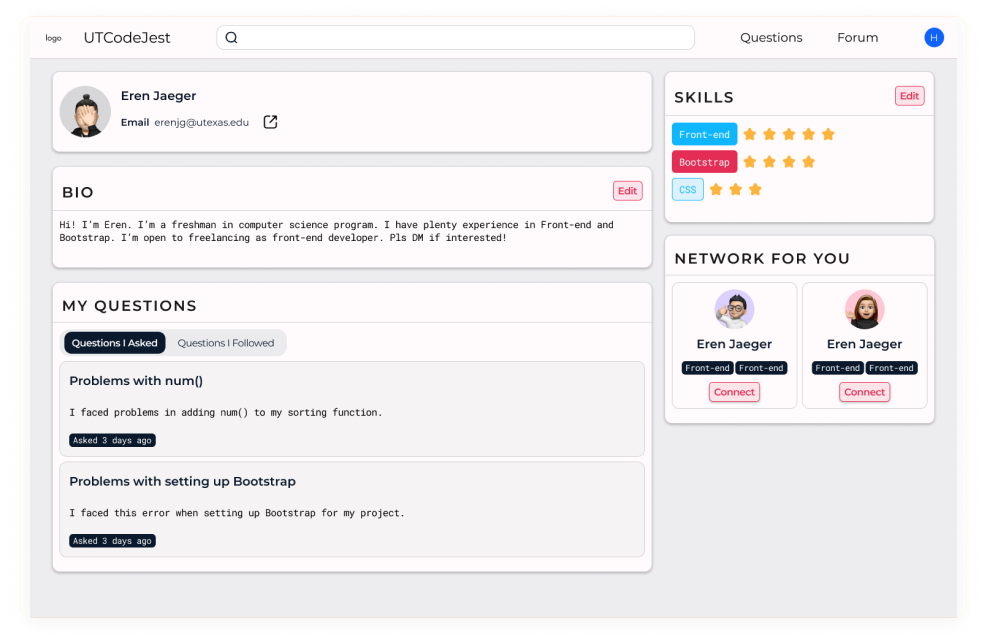 logo UTCodeJest Questions Forum H
Eren Jaeger
Email erenjg@utexas.edu
BIO Edit
Hi! I'm Eren. I'm a freshman in computer science program. I have plenty experience in Front-end and
Bootstrap. I'm open to freelancing as front-end developer. Pls DM if interested!
MY QUESTIONS
Questions I Asked Questions I Followed
Problems with num()
I faced problems in adding num() to my sorting function.
Asked 3 days ago
Problems with setting up Bootstrap
I faced this error when setting up Bootstrap for my project.
Asked 3 days ago
SKILLS Edit
Front-end
Bootstrap
CSS
NETWORK FOR YOU
Eren Jaeger
Front-end Front-end
Connect
Eren Jaeger
Front-end Front-end
Connect